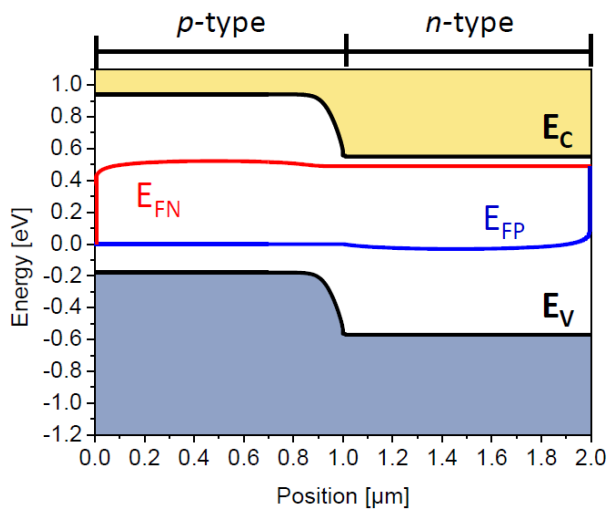 p-type n-type
1.0
0.8
0.6
0.4
0.2
0.0
-0.2
-0.4
-0.6
-0.8
-1.0
-1.2
Energy [eV]
E_C
E_FN
E_FP
E_V
0.0 0.2 0.4 0.6 0.8 1.0 1.2 1.4 1.6 1.8 2.0
Position [µm]